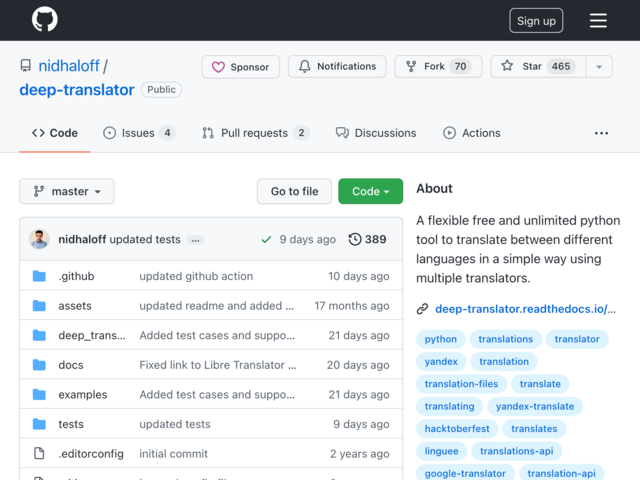 Sign up
nidhaloff /
deep-translator Public
Sponsor
Notifications
Fork 70
Star 465
Code
Issues 4
Pull requests 2
Discussions
Actions
...
master
Go to file
Code
nidhaloff updated tests ... 9 days ago 389
.github updated github action 10 days ago
assets updated readme and added ... 17 months ago
deep_trans... Added test cases and suppo... 21 days ago
docs Fixed link to Libre Translator ... 20 days ago
examples Added test cases and suppo... 21 days ago
tests updated tests 9 days ago
.editorconfig initial commit 2 years ago
About
A flexible free and unlimited python
tool to translate between different
languages in a simple way using
multiple translators.
deep-translator.readthedocs.io/...
python translations translator
yandex translation
translation-files translate
translating yandex-translate
hacktoberfest translates
linguee translations-api
google-translator translation-api